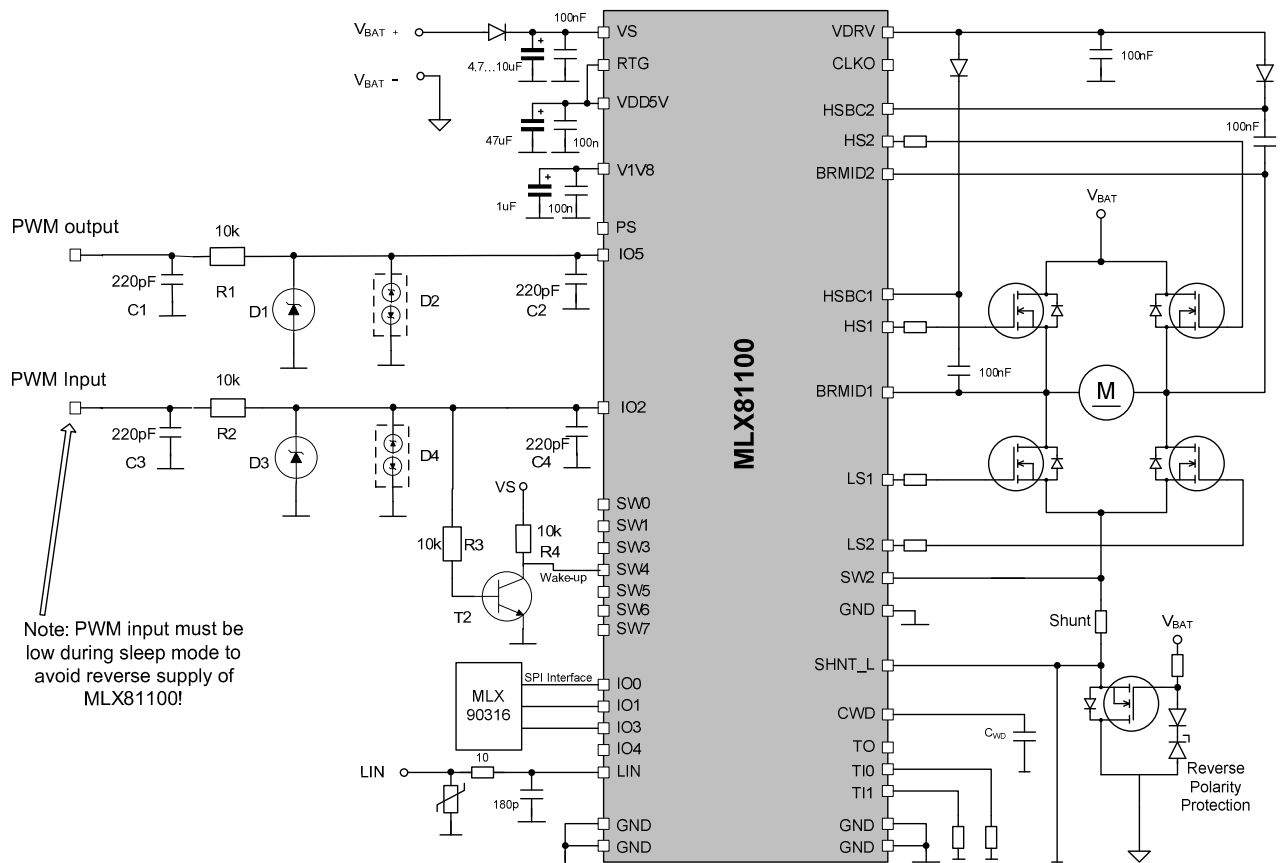 VBAT +
VBAT -
100nF
4.7...10uF
47uF
100n
1uF
100n
PWM output
10k
220pF
C1
R1
D1
D2
220pF
C2
PWM Input
10k
220pF
C3
R2
D3
D4
220pF
C4
VS
10k
R3
10k
R4
Wake-up
T2
Note: PWM input must be
low during sleep mode to
avoid reverse supply of
MLX81100!
MLX
90316
SPI Interface
LIN
10
180p
VS
RTG
VDD5V
V1V8
PS
IO5
IO2
SW0
SW1
SW3
SW4
SW5
SW6
SW7
IO0
IO1
IO3
IO4
LIN
GND
GND
MLX81100
VDRV
CLKO
HSBC2
HS2
BRMID2
HSBC1
HS1
BRMID1
LS1
LS2
SW2
GND
SHNT_L
CWD
TO
TI0
TI1
GND
GND
100nF
100nF
VBAT
100nF
M
Shunt
VBAT
CWD
Reverse
Polarity
Protection